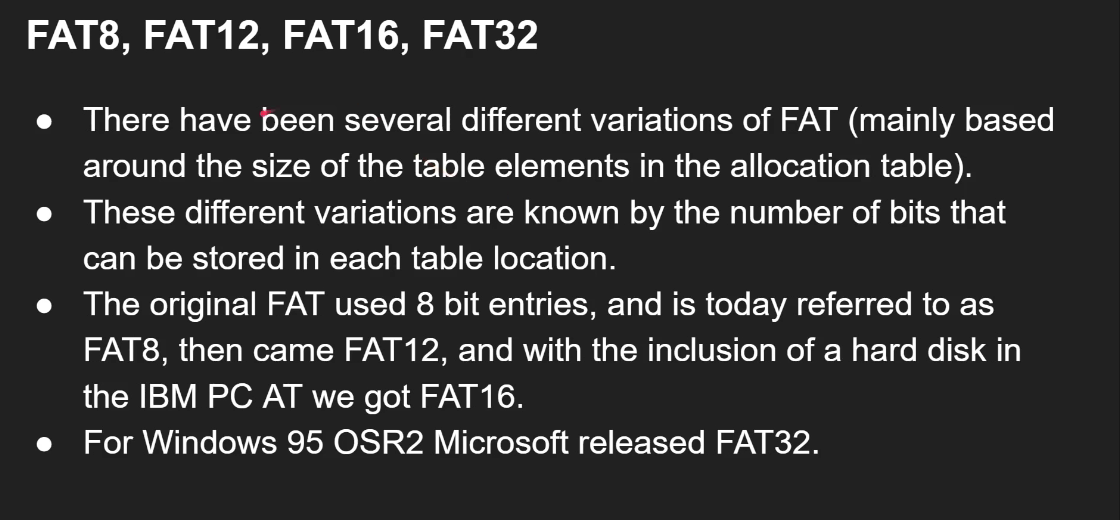 FAT8, FAT12, FAT16, FAT32
● There have been several different variations of FAT (mainly based
around the size of the table elements in the allocation table).
● These different variations are known by the number of bits that
can be stored in each table location.
● The original FAT used 8 bit entries, and is today referred to as
FAT8, then came FAT12, and with the inclusion of a hard disk in
the IBM PC AT we got FAT16.
● For Windows 95 OSR2 Microsoft released FAT32.